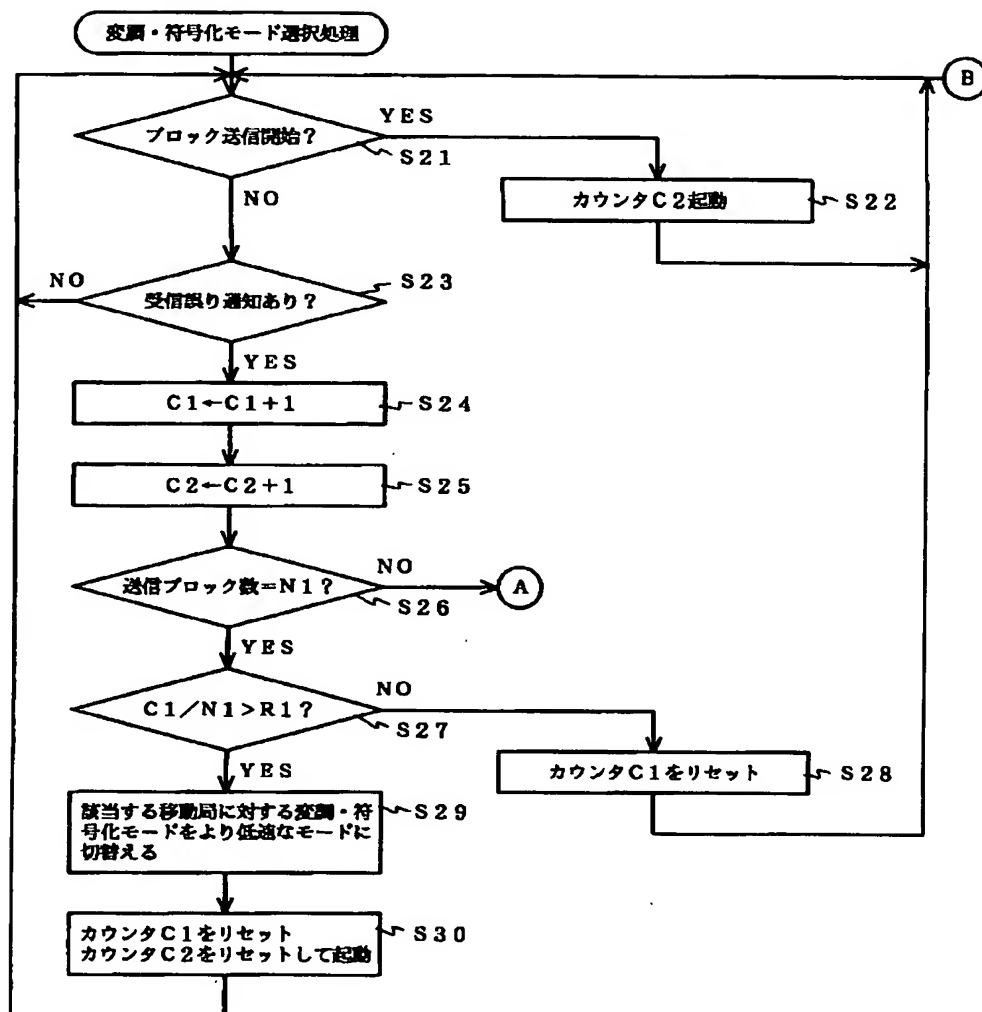 変調・符号化モード選択処理
B
YES
ブロック送信開始?
S21
NO
カウンタC2起動
S22
NO
S23
受信誤り通知あり?
YES
C1←C1+1
S24
C2←C2+1
S25
NO
送信ブロック数=N1?
A
S26
YES
NO
C1/N1>R1?
S27
YES
カウンタC1をリセット
S28
該当する移動局に対する変調・符
S29
号化モードをより低速なモードに
切替える
カウンタC1をリセット
S30
カウンタC2をリセットして起動